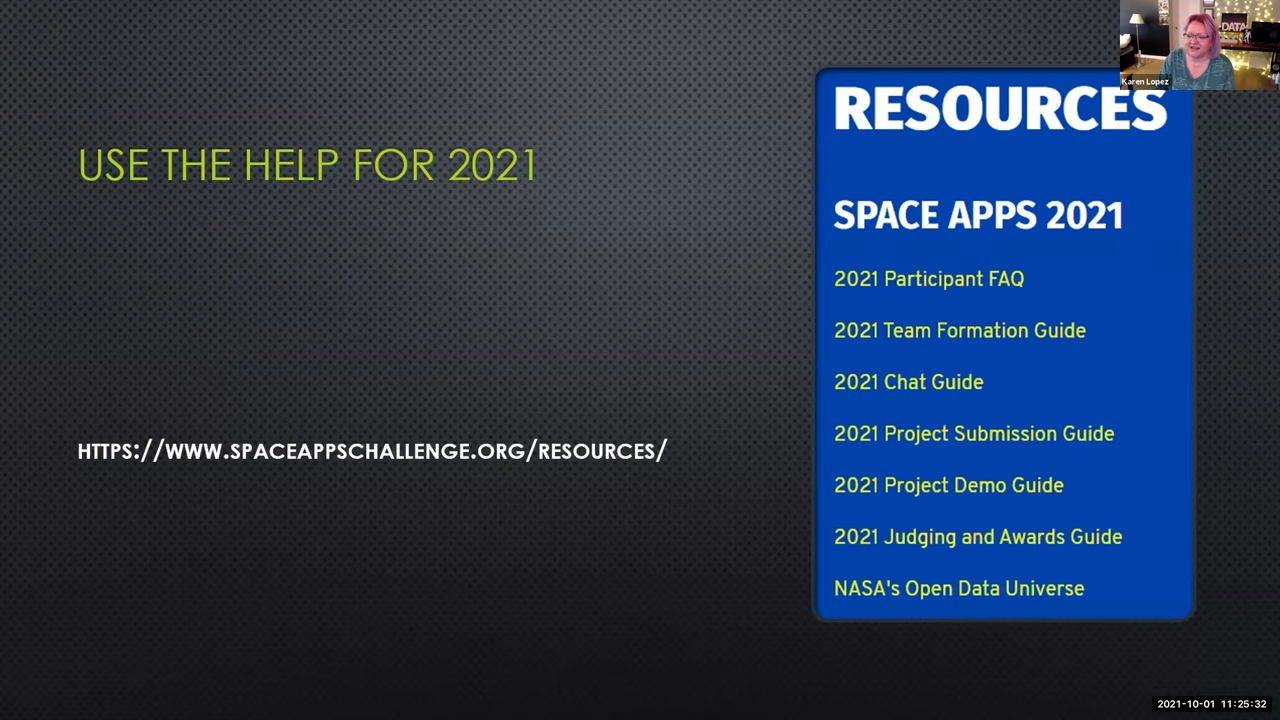 USE THE HELP FOR 2021
HTTPS://WWW.SPACEAPPSCHALLENGE.ORG/RESOURCES/
RESOURCES
SPACE APPS 2021
2021 Participant FAQ
2021 Team Formation Guide
2021 Chat Guide
2021 Project Submission Guide
2021 Project Demo Guide
2021 Judging and Awards Guide
NASA's Open Data Universe
DATA
Karen Lopez
2021-10-01 11:25:32